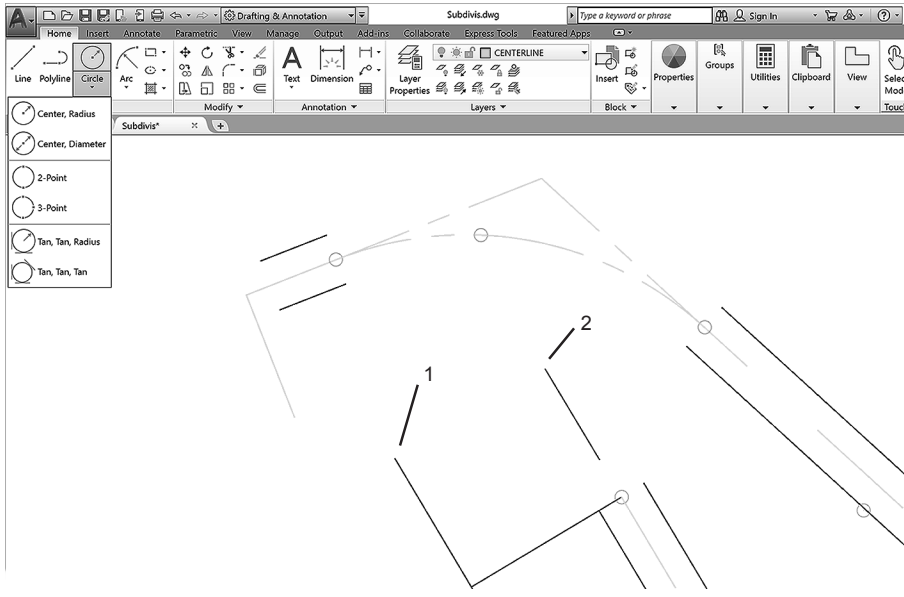 A
Drafting & Annotation
Subdivis.dwg
Type a keyword or phrase
Sign In
Home Insert Annotate Parametric View Manage Output Add-ins Collaborate Express Tools Featured Apps
CENTERLINE
Line Polyline Circle Arc
Text Dimension
Layer Properties
Insert
Properties
Groups
Utilities
Clipboard
View
Selec
Mod
Modify
Annotation
Layers
Block
Touc
Subdivis*
Center, Radius
Center, Diameter
2-Point
3-Point
Tan, Tan, Radius
Tan, Tan, Tan
1
2